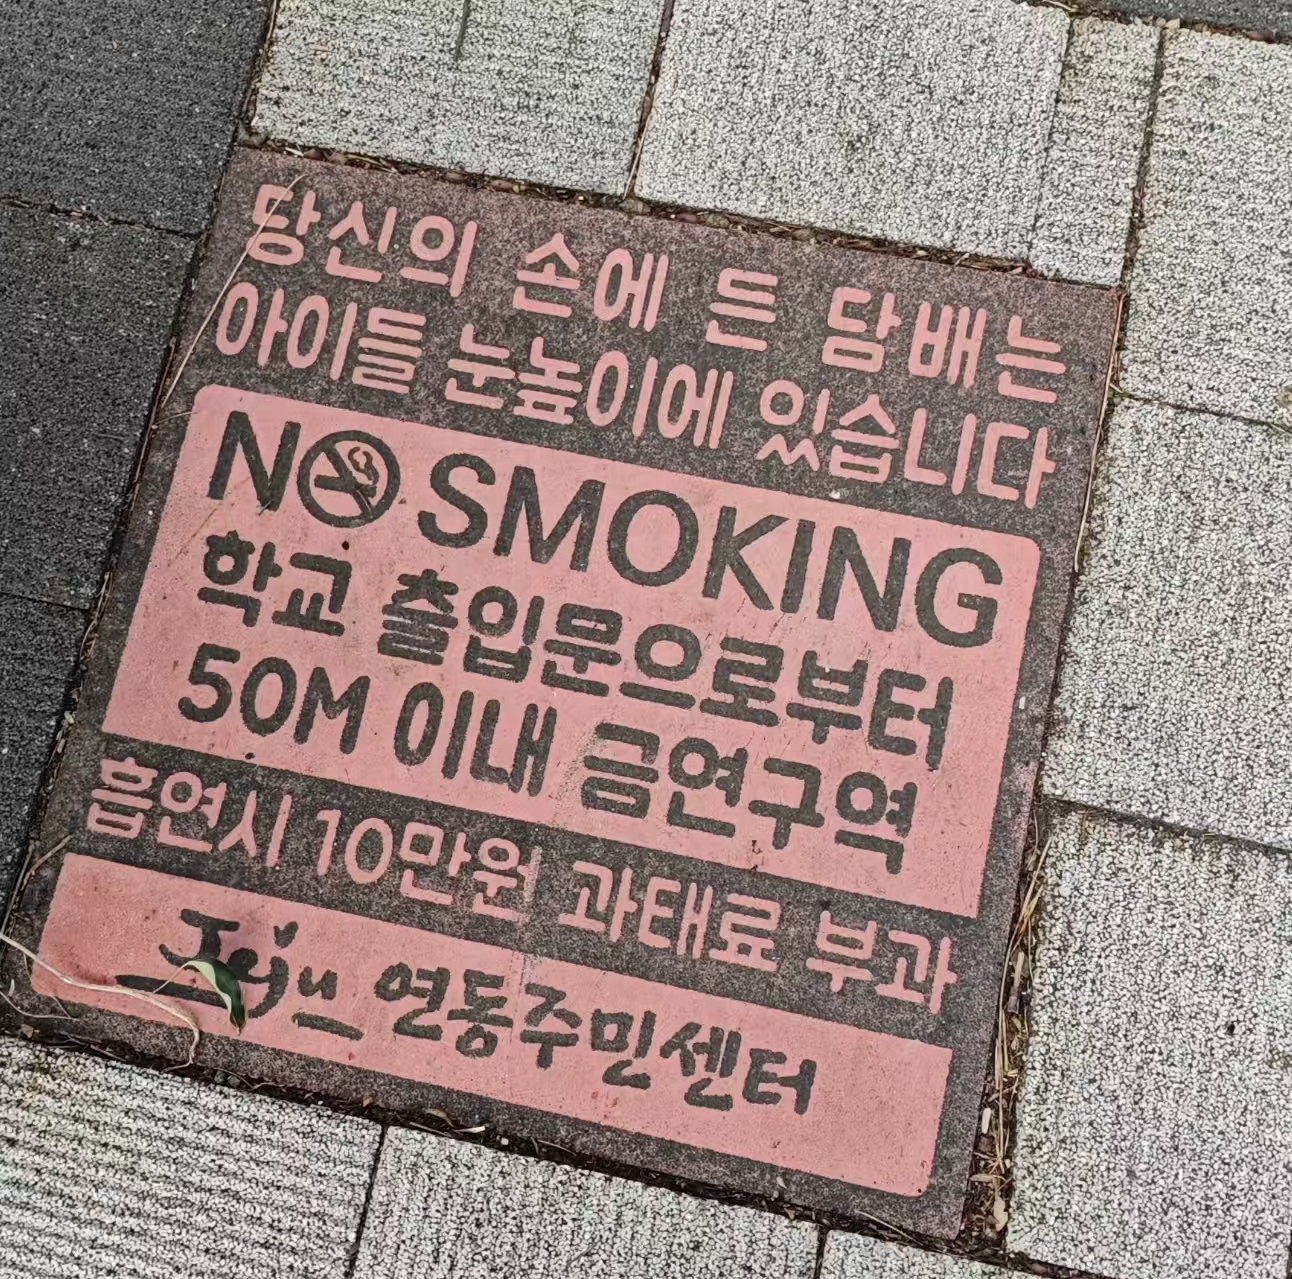 당신의 손에 든 담배는
아이들 눈높이에 있습니다
NO SMOKING
학교 출입문으로부터
50M 이내 금연구역
흡연시 10만원 과태료 부과
Jeju 연동주민센터